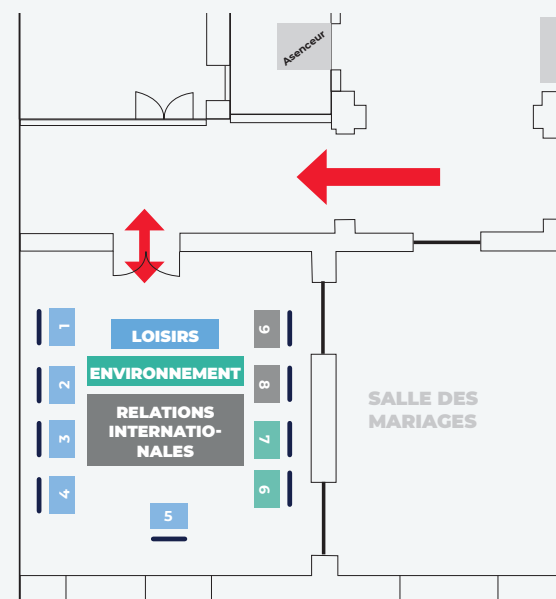 Asenceur
LOISIRS
ENVIRONNEMENT
RELATIONS
INTERNATIO-
NALES
1
2
3
4
5
6
7
8
9
SALLE DES
MARIAGES